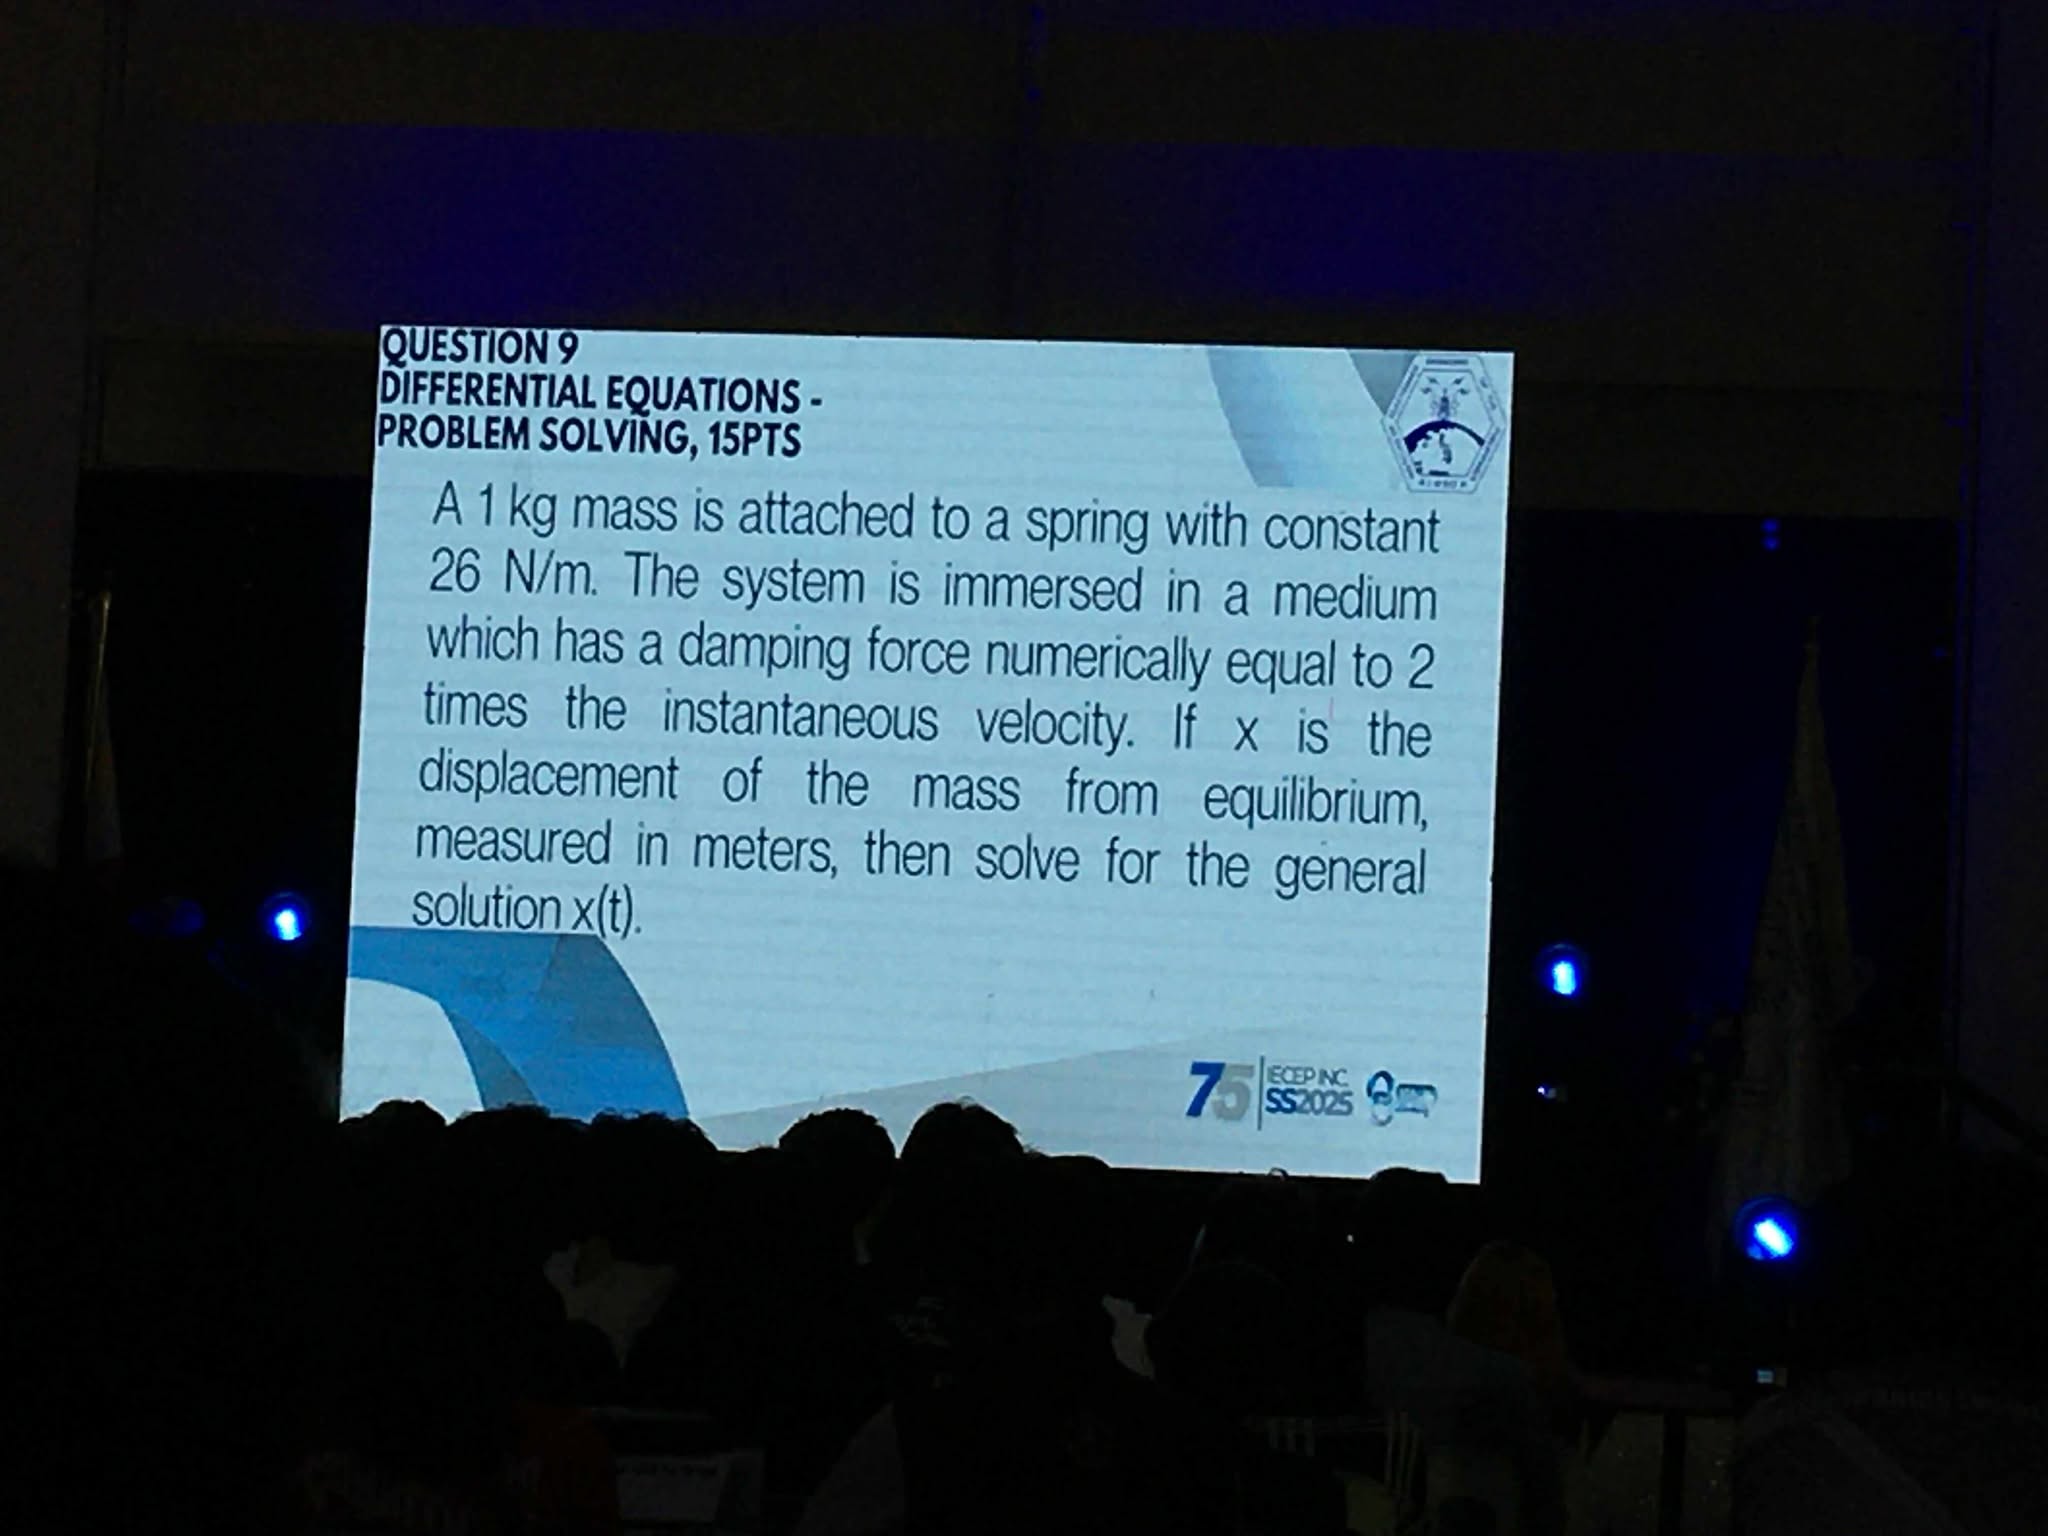 QUESTION 9
DIFFERENTIAL EQUATIONS -
PROBLEM SOLVING, 15PTS
A 1 kg mass is attached to a spring with constant
26 N/m. The system is immersed in a medium
which has a damping force numerically equal to 2
times the instantaneous velocity. If x is the
displacement of the mass from equilibrium,
measured in meters, then solve for the general
solution x(t).
75
IECEP INC.
SS2025